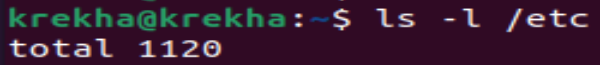 krekha@krekha:~$ ls -l /etc
total 1120